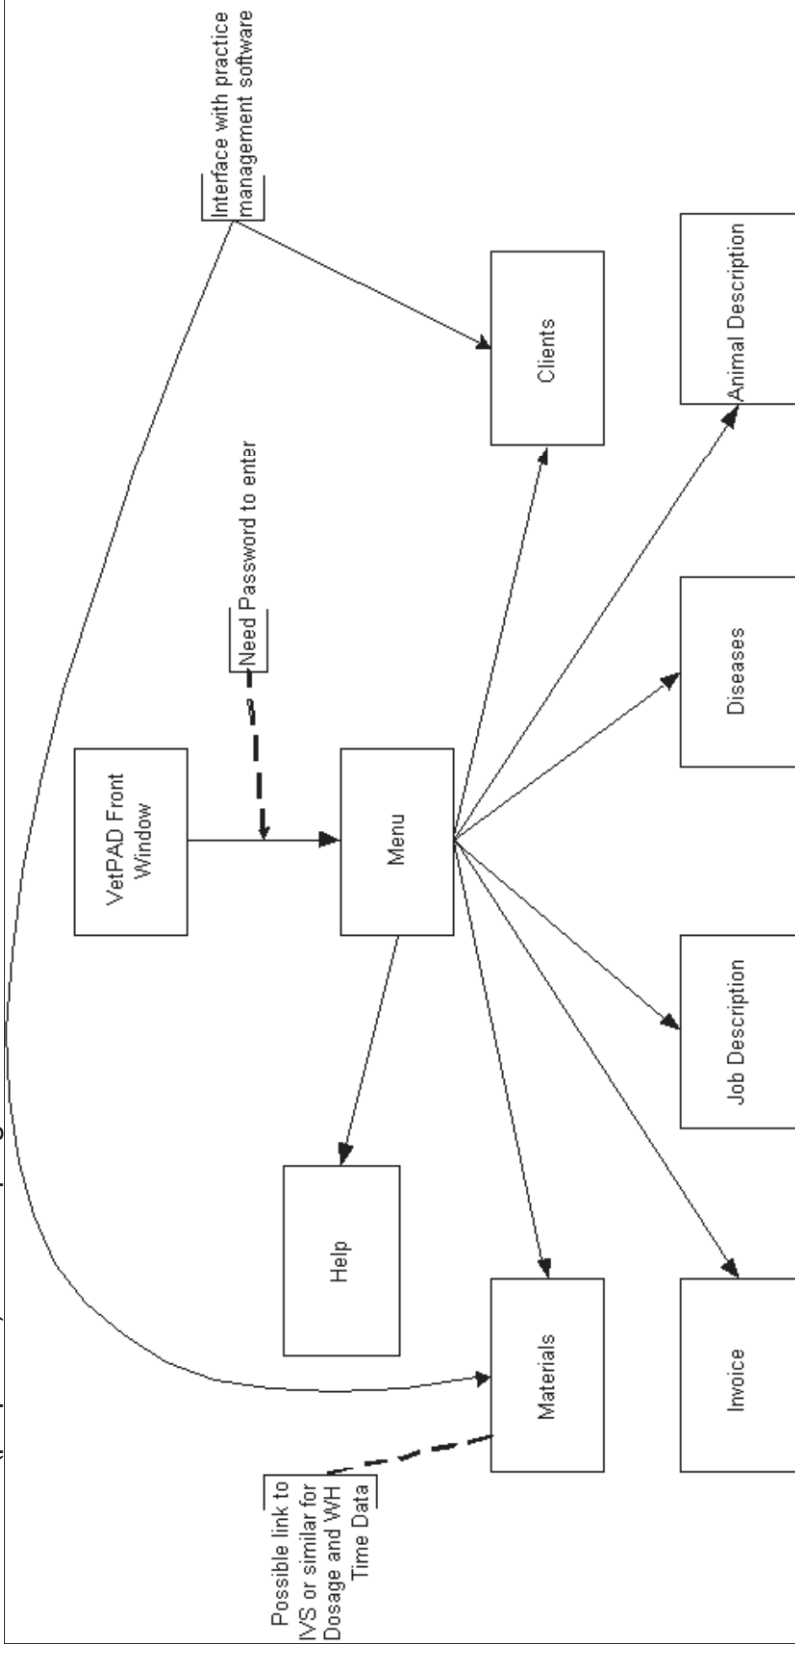 VetPAD Front
Window
Need Password to enter
Interface with practice
management software
Menu
Help
Possible link to
IVS or similar for
Dosage and WH
Time Data
Materials
Clients
Invoice
Job Description
Diseases
Animal Description